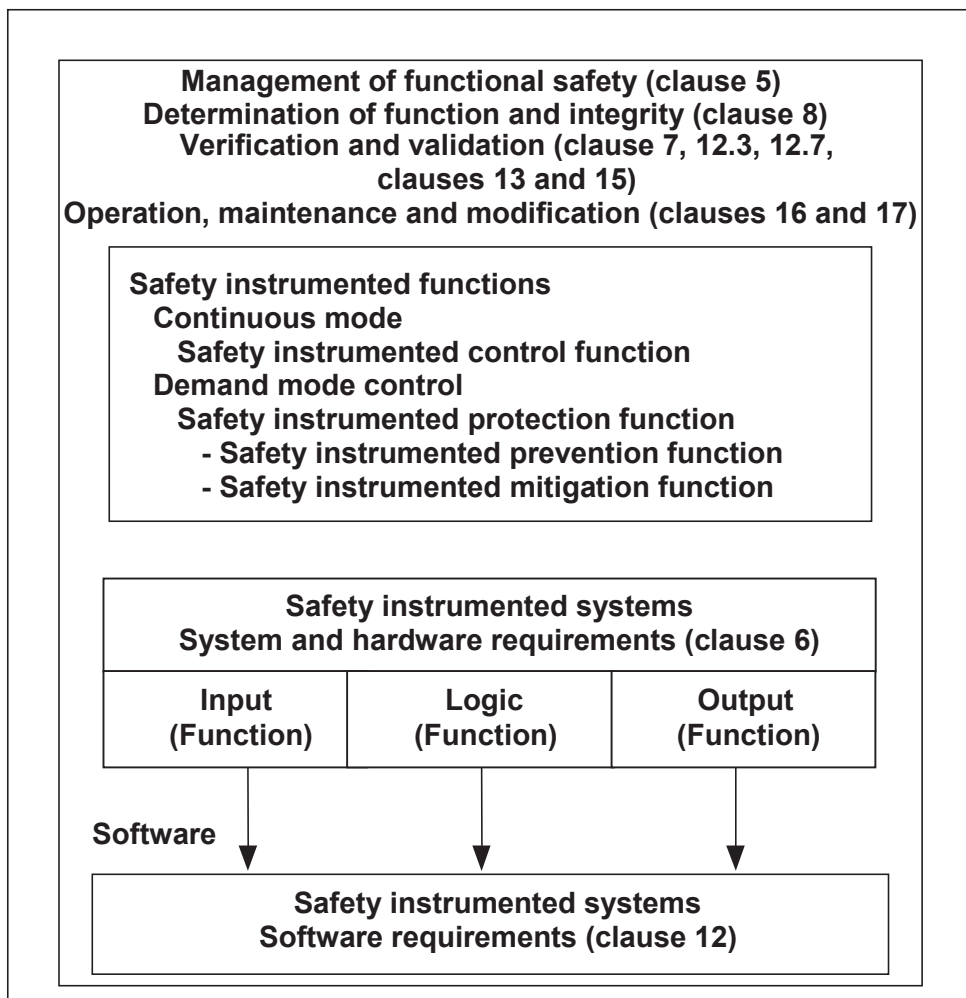 Management of functional safety (clause 5)
Determination of function and integrity (clause 8)
Verification and validation (clause 7, 12.3, 12.7,
clauses 13 and 15)
Operation, maintenance and modification (clauses 16 and 17)
Safety instrumented functions
Continuous mode
Safety instrumented control function
Demand mode control
Safety instrumented protection function
- Safety instrumented prevention function
- Safety instrumented mitigation function
Safety instrumented systems
System and hardware requirements (clause 6)
Input
(Function)
Logic
(Function)
Output
(Function)
Software
Safety instrumented systems
Software requirements (clause 12)